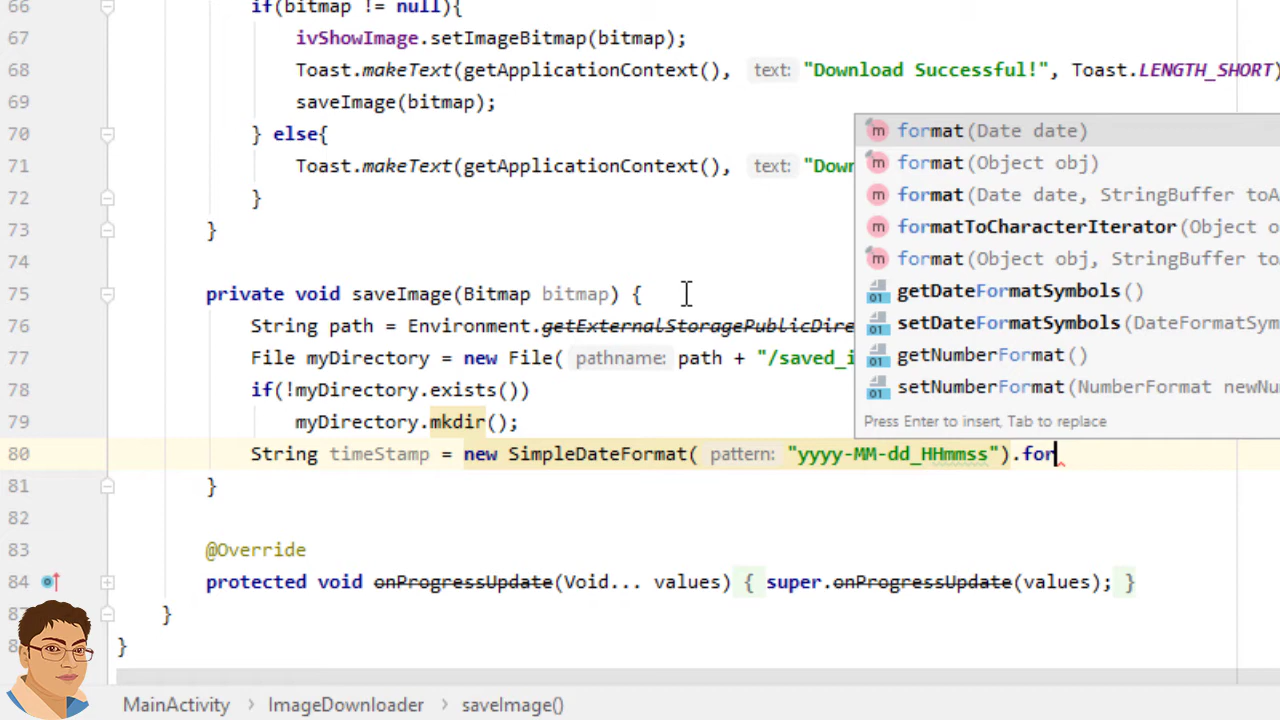 66 if(bitmap != null){
67 ivShowImage.setImageBitmap(bitmap);
68 Toast.makeText(getApplicationContext(), text: "Download Successful!", Toast.LENGTH_SHORT)
69 saveImage(bitmap);
70 } else{
71 Toast.makeText(getApplicationContext(), text: "Dow
72 }
73 }
74
75 private void saveImage(Bitmap bitmap) {
76 String path = Environment.getExternalStoragePublicDire
77 File myDirectory = new File( pathname: path + "/saved_i
78 if(!myDirectory.exists())
79 myDirectory.mkdir();
80 String timeStamp = new SimpleDateFormat( pattern: "yyyy-MM-dd_HHmmss").for
81 }
82
83 @Override
84 protected void onProgressUpdate(Void... values) { super.onProgressUpdate(values); }
}
}
format(Date date)
format(Object obj)
format(Date date, StringBuffer toA
formatToCharacterIterator(Object o
format(Object obj, StringBuffer to
getDateFormatSymbols()
setDateFormatSymbols(DateFormatSym
getNumberFormat()
setNumberFormat(NumberFormat newNu
Press Enter to insert, Tab to replace
MainActivity › ImageDownloader › saveImage()